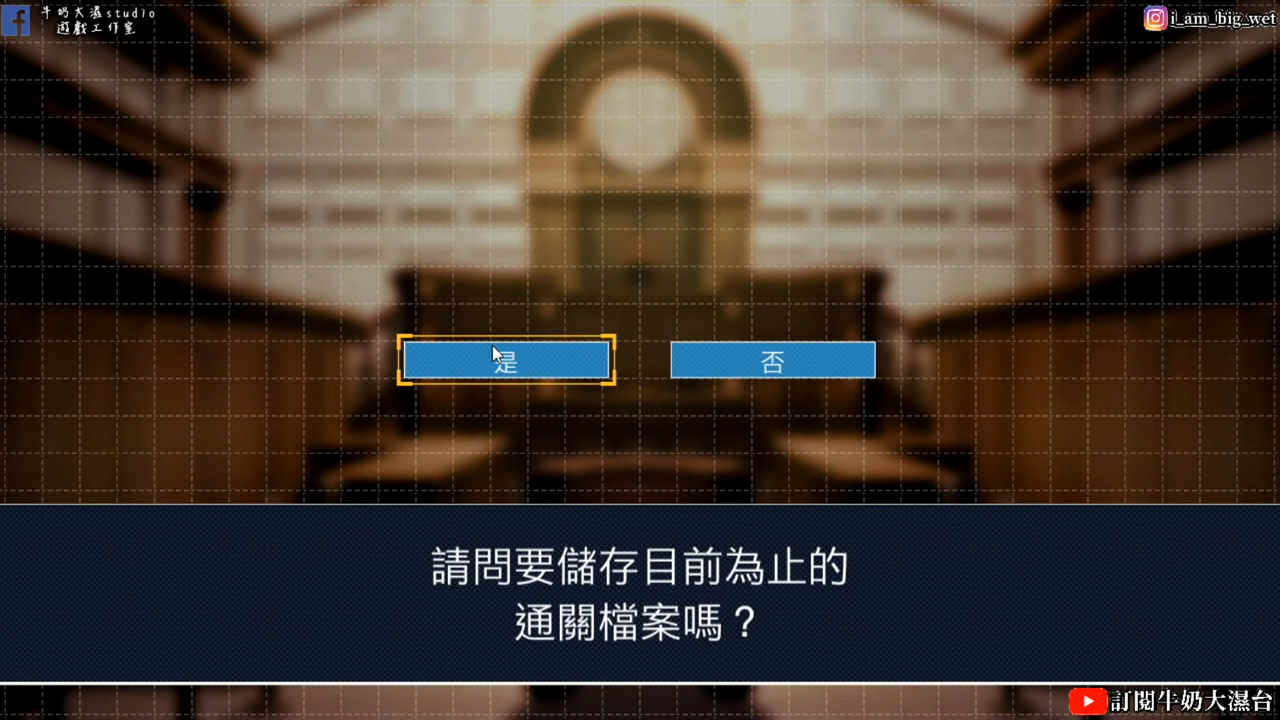 牛奶大濕studio
遊戲工作室
i_am_big_wet
是
否
請問要儲存目前為止的
通關檔案嗎？
訂閱牛奶大濕台